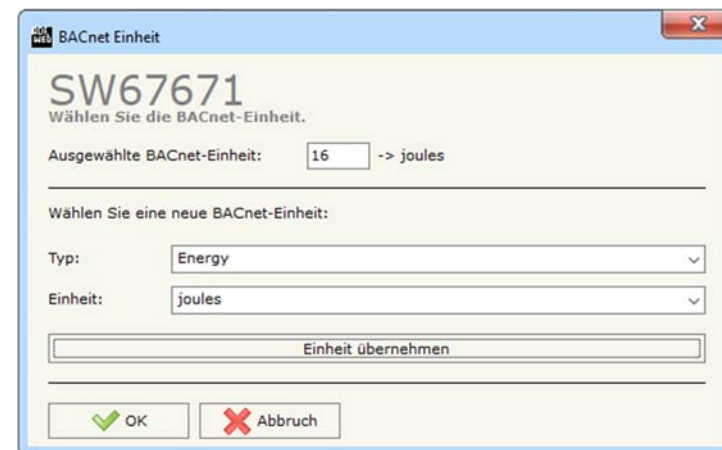 BACnet Einheit
SW67671
Wählen Sie die BACnet-Einheit.
Ausgewählte BACnet-Einheit: 16 -> joules
Wählen Sie eine neue BACnet-Einheit:
Typ: Energy
Einheit: joules
Einheit übernehmen
OK Abbruch